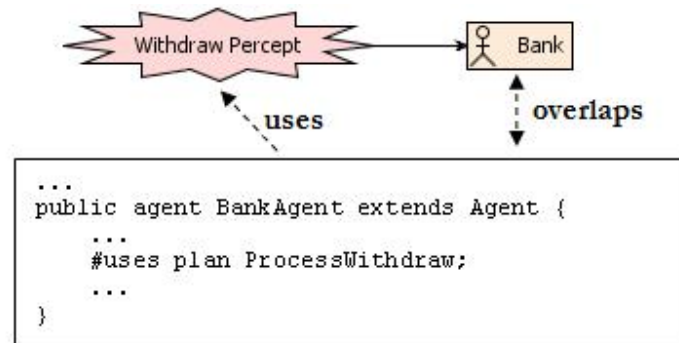 Withdraw Percept
Bank
uses
overlaps
...
public agent BankAgent extends Agent {
...
#uses plan ProcessWithdraw;
...
}